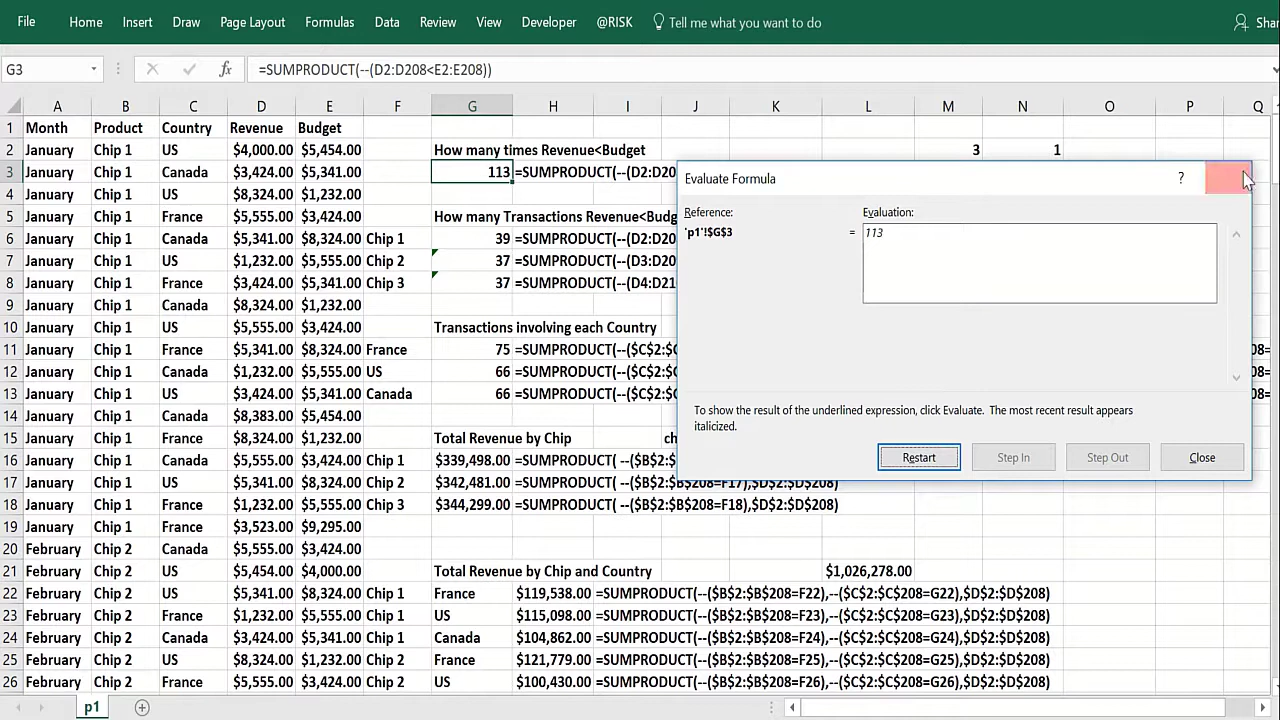 File Home Insert Draw Page Layout Formulas Data Review View Developer @RISK Tell me what you want to do Shar
G3 fx =SUMPRODUCT(--(D2:D208<E2:E208))
A B C D E F G H I J K L M N O P Q
1 Month Product Country Revenue Budget
2 January Chip 1 US $4,000.00 $5,454.00 How many times Revenue<Budget 3 1
3 January Chip 1 Canada $3,424.00 $5,341.00 113 =SUMPRODUCT(--(D2:D20
4 January Chip 1 US $8,324.00 $1,232.00
5 January Chip 1 France $5,555.00 $3,424.00 How many Transactions Revenue<Budg
6 January Chip 1 Canada $5,341.00 $8,324.00 Chip 1 39 =SUMPRODUCT(--(D2:D20
7 January Chip 1 US $1,232.00 $5,555.00 Chip 2 37 =SUMPRODUCT(--(D3:D20
8 January Chip 1 France $3,424.00 $5,341.00 Chip 3 37 =SUMPRODUCT(--(D4:D21
9 January Chip 1 Canada $8,324.00 $1,232.00
10 January Chip 1 US $5,555.00 $3,424.00 Transactions involving each Country
11 January Chip 1 France $5,341.00 $8,324.00 France 75 =SUMPRODUCT(--($C$2:$C 08=
12 January Chip 1 Canada $1,232.00 $5,555.00 US 66 =SUMPRODUCT(--($C$2:$C 08=
13 January Chip 1 US $3,424.00 $5,341.00 Canada 66 =SUMPRODUCT(--($C$2:$C 08=
14 January Chip 1 Canada $8,383.00 $5,454.00
15 January Chip 1 France $8,324.00 $1,232.00 Total Revenue by Chip ch
16 January Chip 1 Canada $5,555.00 $3,424.00 Chip 1 $339,498.00 =SUMPRODUCT( --($B$2:$
17 January Chip 1 US $5,341.00 $8,324.00 Chip 2 $342,481.00 =SUMPRODUCT( --($B$2:$B$208=F17),$D$2:$D$208)
18 January Chip 1 US $1,232.00 $5,555.00 Chip 3 $344,299.00 =SUMPRODUCT( --($B$2:$B$208=F18),$D$2:$D$208)
19 January Chip 1 France $3,523.00 $9,295.00
20 February Chip 2 Canada $5,555.00 $3,424.00
21 February Chip 2 US $5,454.00 $4,000.00 Total Revenue by Chip and Country $1,026,278.00
22 February Chip 2 US $5,341.00 $8,324.00 Chip 1 France $119,538.00 =SUMPRODUCT(--($B$2:$B$208=F22),--($C$2:$C$208=G22),$D$2:$D$208)
23 February Chip 2 France $1,232.00 $5,555.00 Chip 1 US $115,098.00 =SUMPRODUCT(--($B$2:$B$208=F23),--($C$2:$C$208=G23),$D$2:$D$208)
24 February Chip 2 Canada $3,424.00 $5,341.00 Chip 1 Canada $104,862.00 =SUMPRODUCT(--($B$2:$B$208=F24),--($C$2:$C$208=G24),$D$2:$D$208)
25 February Chip 2 US $8,324.00 $1,232.00 Chip 2 France $121,779.00 =SUMPRODUCT(--($B$2:$B$208=F25),--($C$2:$C$208=G25),$D$2:$D$208)
26 February Chip 2 France $5,555.00 $3,424.00 Chip 2 US $100,430.00 =SUMPRODUCT(--($B$2:$B$208=F26),--($C$2:$C$208=G26),$D$2:$D$208)
p1
Evaluate Formula ?
Reference: Evaluation:
'p1'!$G$3 = 113
To show the result of the underlined expression, click Evaluate. The most recent result appears
italicized.
Restart Step In Step Out Close